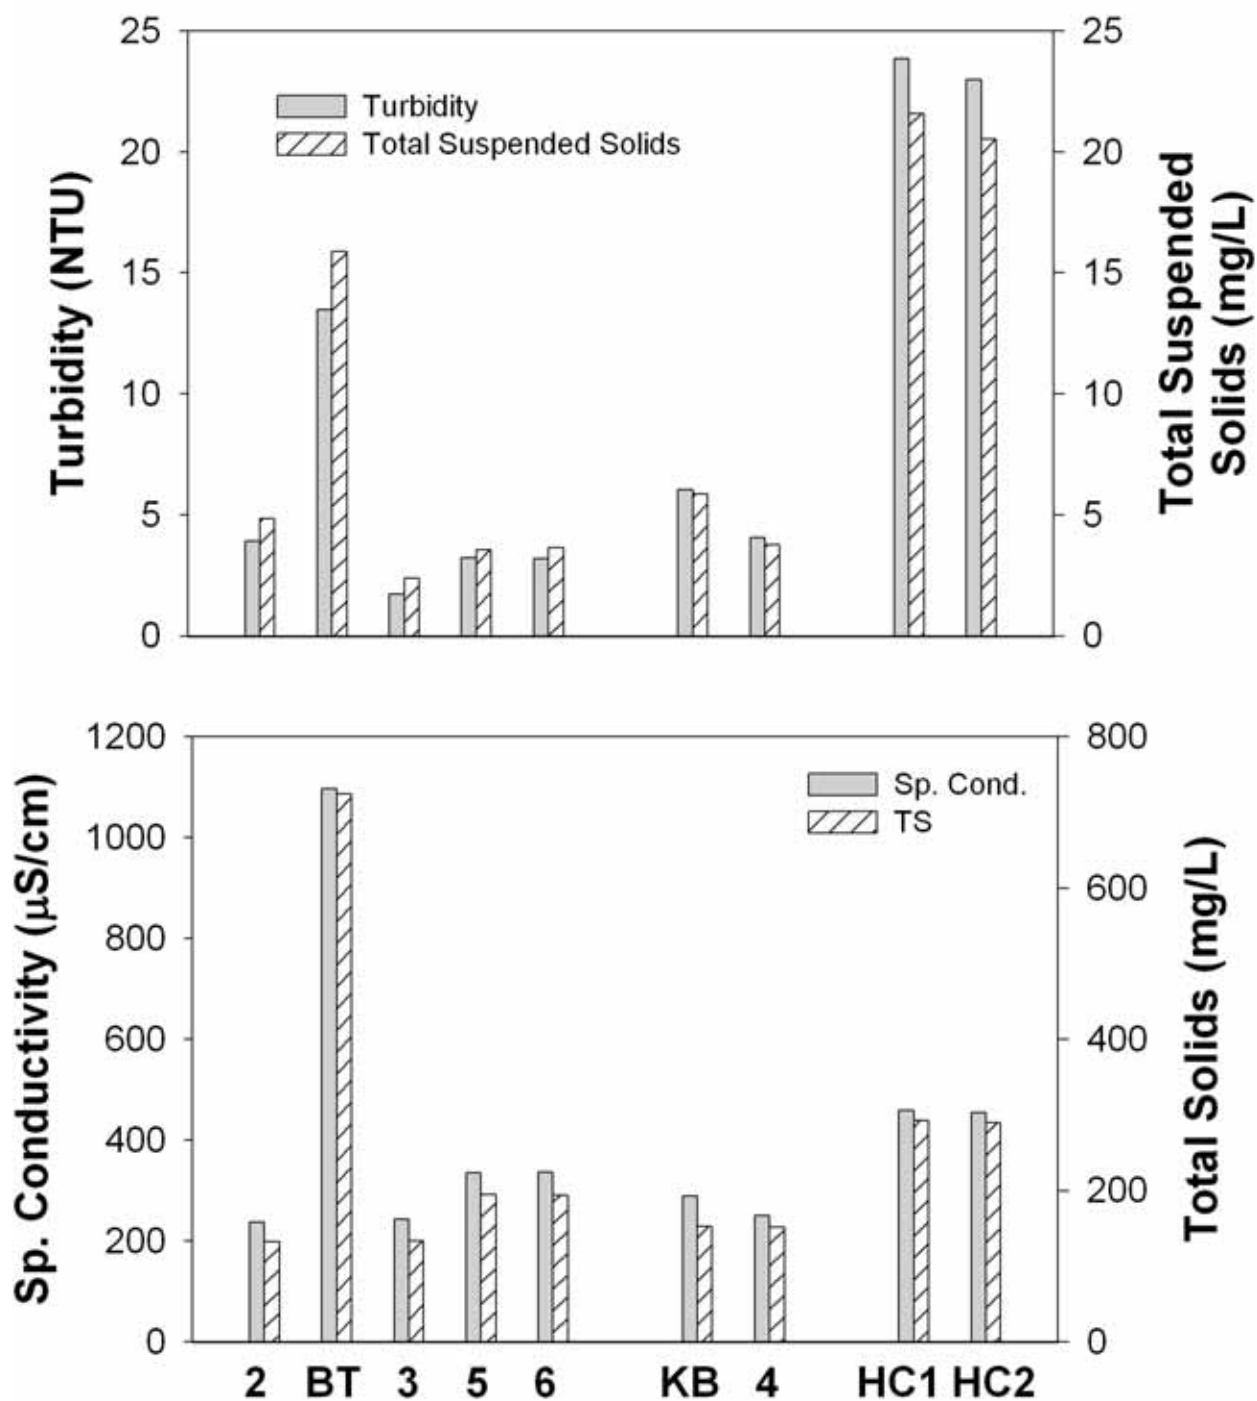 25
20
15
10
5
0
Turbidity (NTU)
Turbidity
Total Suspended Solids
25
20
15
10
5
0
Total Suspended
Solids (mg/L)
1200
1000
800
600
400
200
0
Sp. Conductivity (μS/cm)
Sp. Cond.
TS
800
600
400
200
0
Total Solids (mg/L)
2 BT 3 5 6 KB 4 HC1 HC2